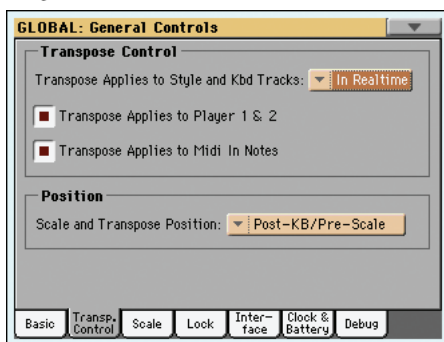 GLOBAL: General Controls
Transpose Control
Transpose Applies to Style and Kbd Tracks: In Realtime
Transpose Applies to Player 1 & 2
Transpose Applies to Midi In Notes
Position
Scale and Transpose Position: Post-KB/Pre-Scale
Basic Transp. Control Scale Lock Inter-face Clock & Battery Debug